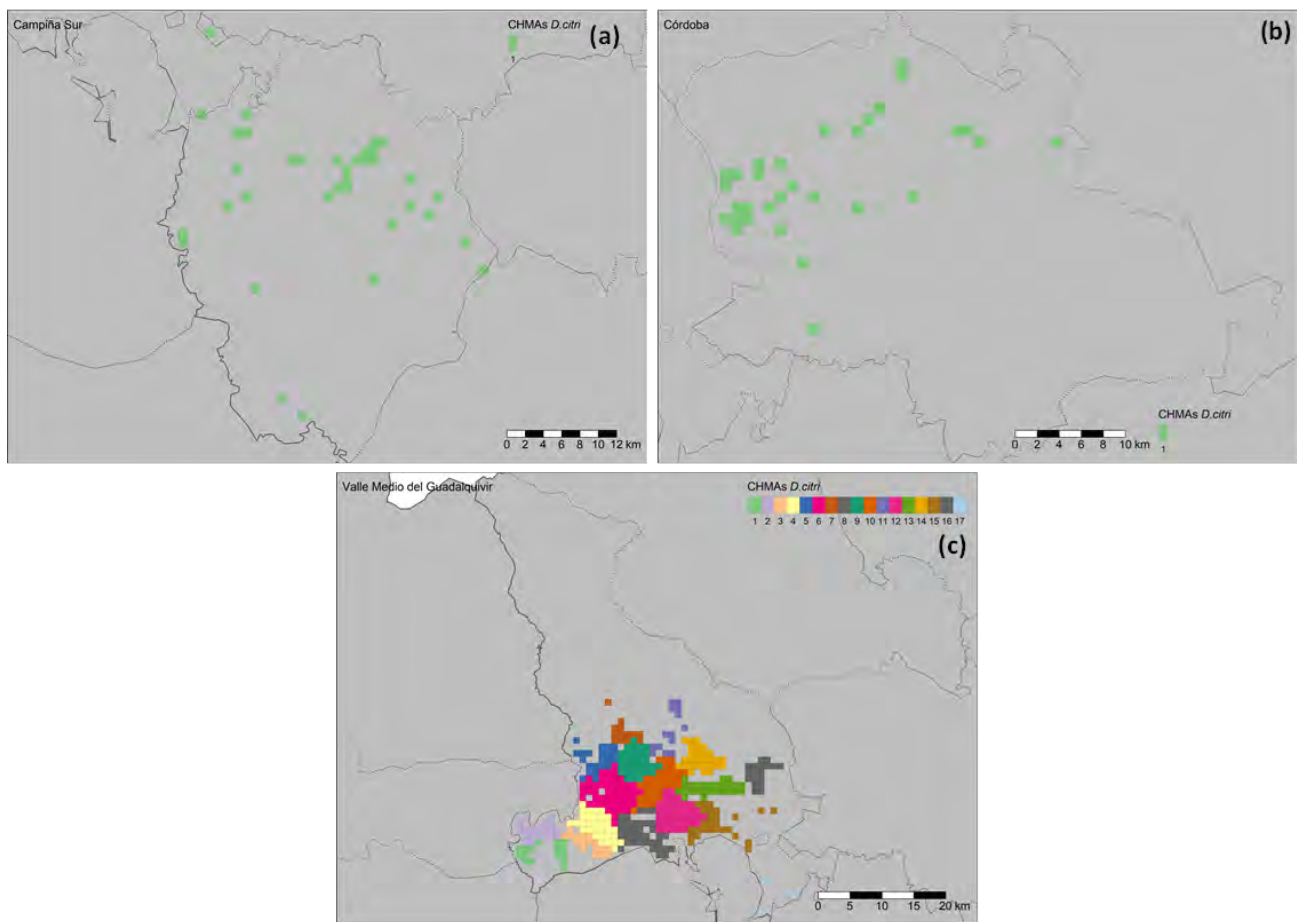 Campiña Sur
CHMAs D.citri
(a)
1
0 2 4 6 8 10 12 km
Córdoba
(b)
CHMAs D.citri
1
0 2 4 6 8 10 km
Valle Medio del Guadalquivir
CHMAs D.citri
1 2 3 4 5 6 7 8 9 10 11 12 13 14 15 16 17
(c)
0 5 10 15 20 km